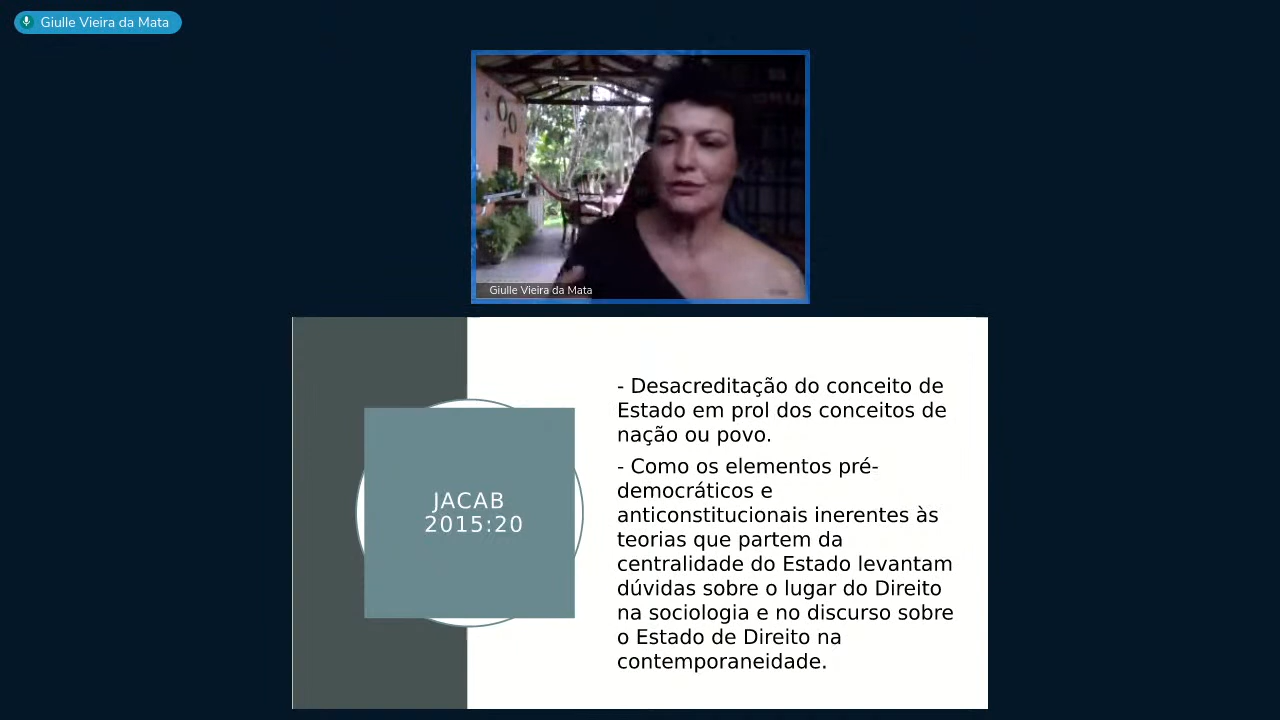 Giulle Vieira da Mata
Giulle Vieira da Mata
JACAB
2015:20
- Desacreditação do conceito de
Estado em prol dos conceitos de
nação ou povo.
- Como os elementos pré-
democráticos e
anticonstitucionais inerentes às
teorias que partem da
centralidade do Estado levantam
dúvidas sobre o lugar do Direito
na sociologia e no discurso sobre
o Estado de Direito na
contemporaneidade.